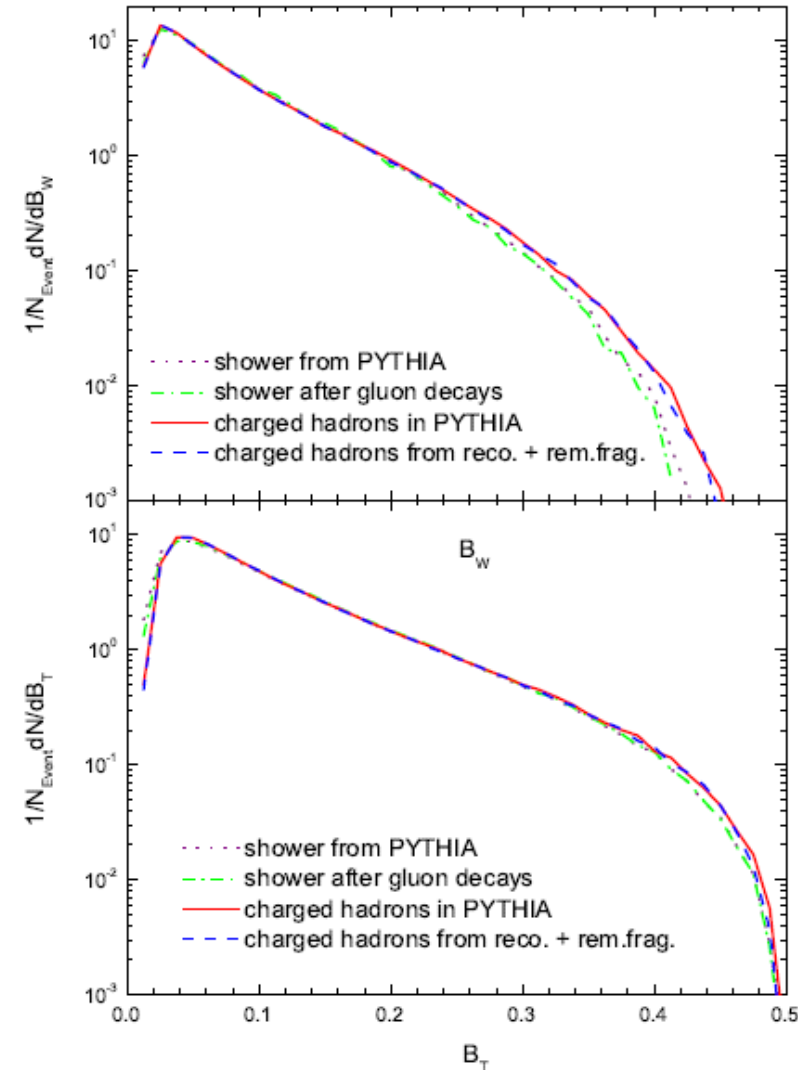 10^1
10^0
10^-1
10^-2
10^-3
1/N_Event dN/dB_W
shower from PYTHIA
shower after gluon decays
charged hadrons in PYTHIA
charged hadrons from reco. + rem.frag.
B_W
10^1
10^0
10^-1
10^-2
10^-3
1/N_Event dN/dB_T
shower from PYTHIA
shower after gluon decays
charged hadrons in PYTHIA
charged hadrons from reco. + rem.frag.
0.0 0.1 0.2 0.3 0.4 0.5
B_T